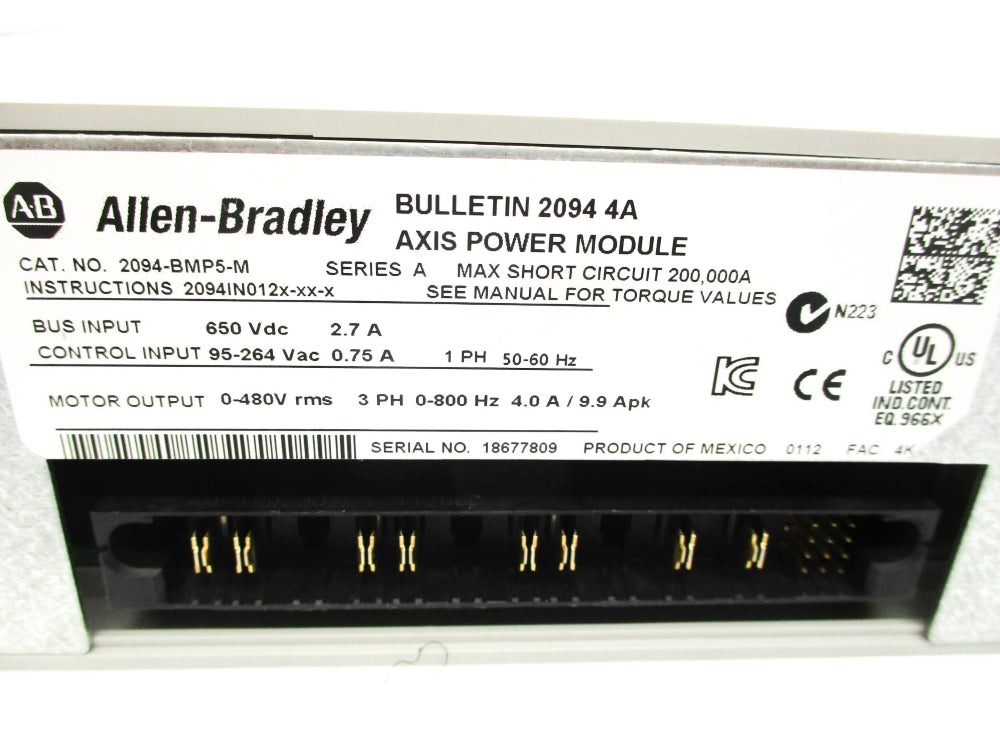 A·B Allen-Bradley
BULLETIN 2094 4A
AXIS POWER MODULE
CAT. NO. 2094-BMP5-M SERIES A MAX SHORT CIRCUIT 200,000A
INSTRUCTIONS 2094IN012x-xx-x SEE MANUAL FOR TORQUE VALUES
N223
BUS INPUT 650 Vdc 2.7 A
CONTROL INPUT 95-264 Vac 0.75 A 1 PH 50-60 Hz
C UL US
LISTED
IND.CONT.
EQ.966X
KC CE
MOTOR OUTPUT 0-480V rms 3 PH 0-800 Hz 4.0 A / 9.9 Apk
SERIAL NO. 18677809 PRODUCT OF MEXICO 0112 FAC. 4K